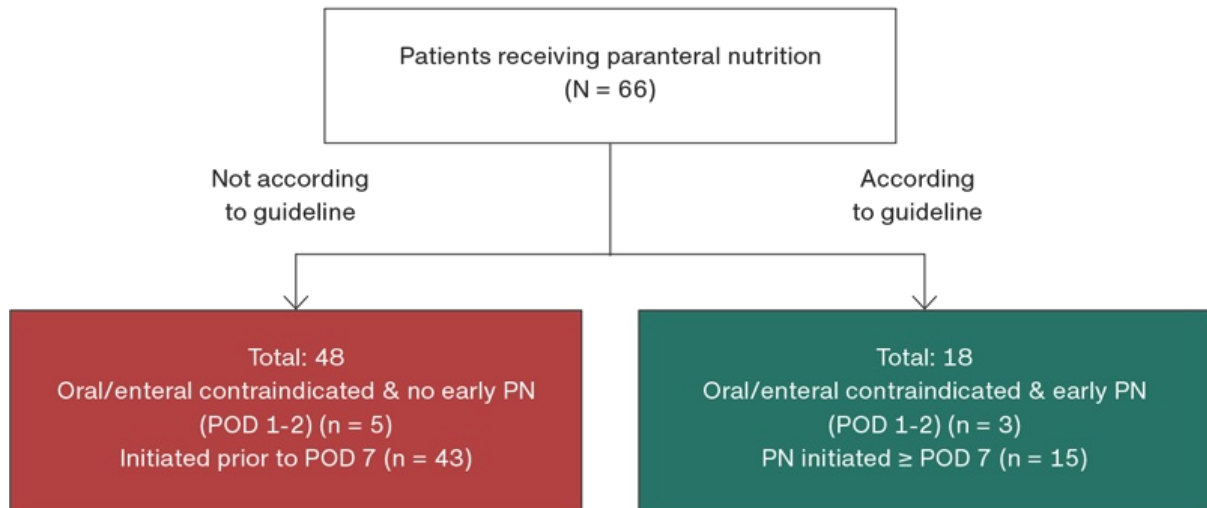 Patients receiving paranteral nutrition
(N = 66)
Not according
to guideline
According
to guideline
Total: 48
Oral/enteral contraindicated & no early PN
(POD 1-2) (n = 5)
Initiated prior to POD 7 (n = 43)
Total: 18
Oral/enteral contraindicated & early PN
(POD 1-2) (n = 3)
PN initiated ≥ POD 7 (n = 15)